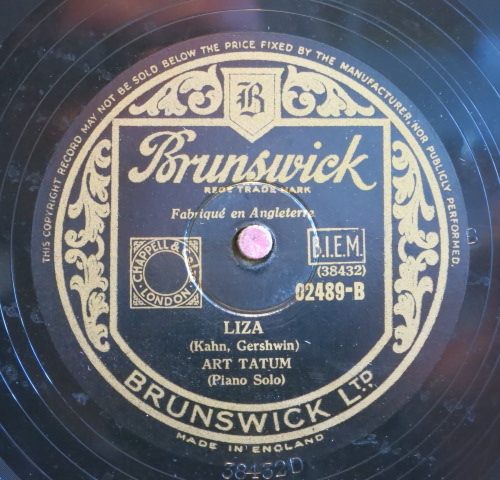 THIS COPYRIGHT RECORD MAY NOT BE SOLD BELOW THE PRICE FIXED BY THE MANUFACTURER, NOR PUBLICLY PERFORMED.
B
Brunswick
REGD TRADE MARK
Fabriqué en Angleterre
CHAPPELL & CO LTD
LONDON
B.I.E.M.
(38432)
02489-B
LIZA
(Kahn, Gershwin)
ART TATUM
(Piano Solo)
BRUNSWICK LTD.
MADE IN ENGLAND
38432D